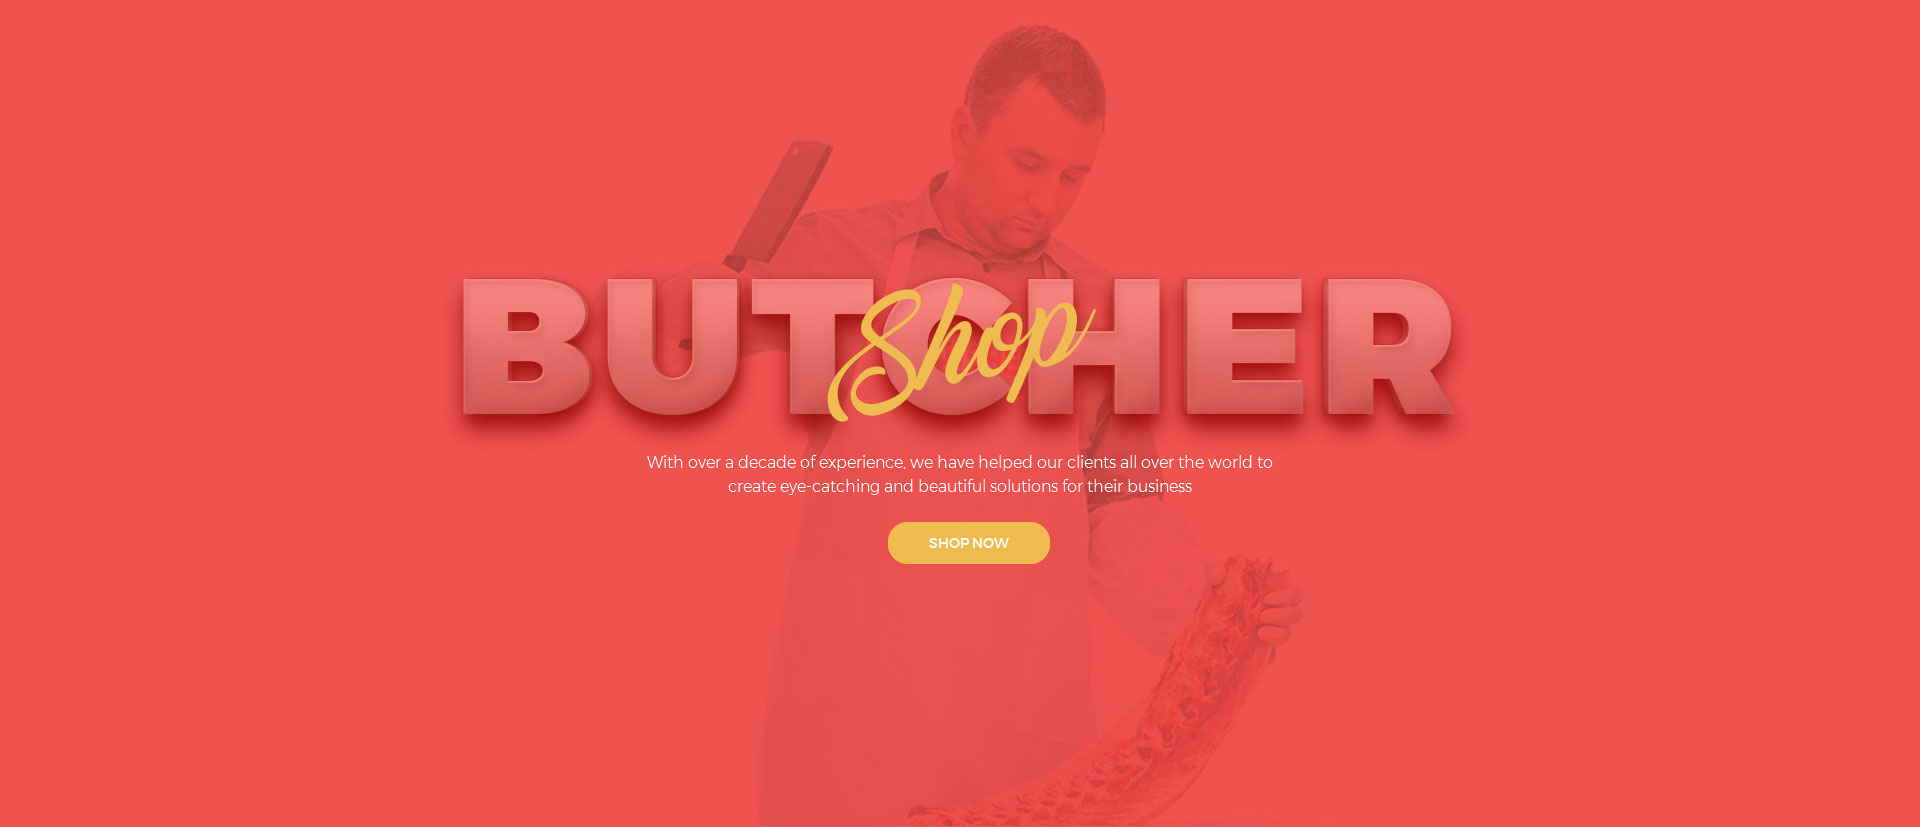 BUTCHER
Shop
With over a decade of experience, we have helped our clients all over the world to
create eye-catching and beautiful solutions for their business
SHOP NOW